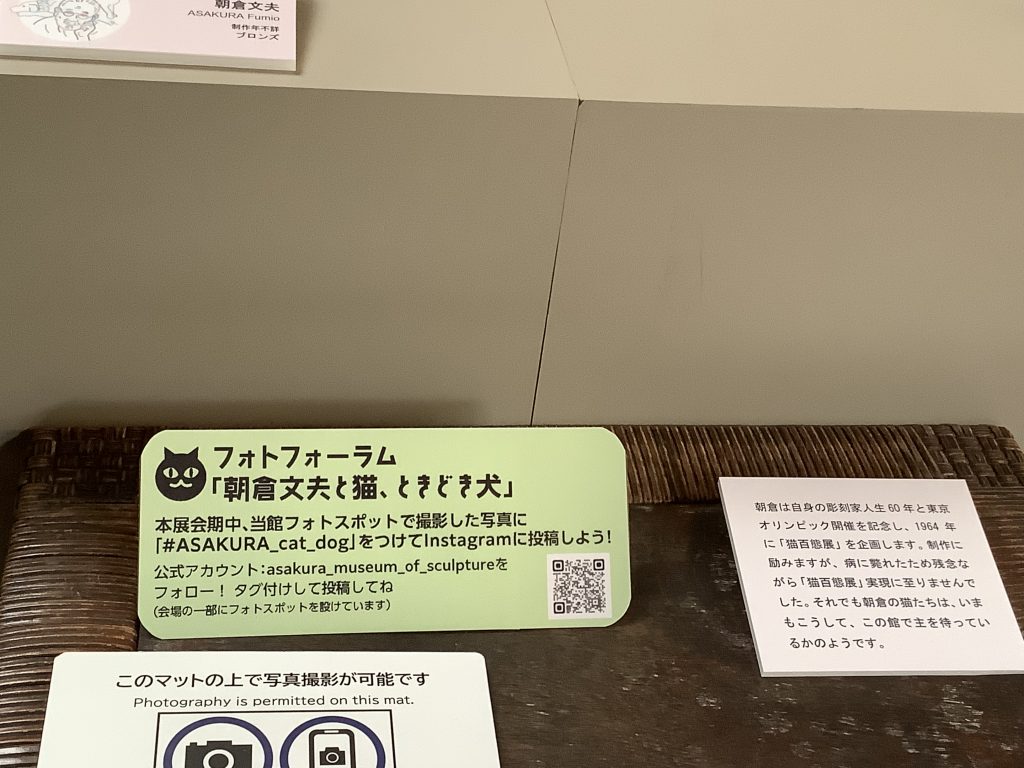 朝倉文夫
ASAKURA Fumio
制作年不詳
ブロンズ
フォトフォーラム
「朝倉文夫と猫、ときどき犬」
本展会期中、当館フォトスポットで撮影した写真に
「#ASAKURA_cat_dog」をつけてInstagramに投稿しよう!
公式アカウント:asakura_museum_of_sculptureを
フォロー! タグ付けして投稿してね
(会場の一部にフォトスポットを設けています)
朝倉は自身の彫刻家人生60年と東京
オリンピック開催を記念し、1964 年
に「猫百態展」を企画します。制作に
励みますが、病に斃れたため残念な
がら「猫百態展」実現に至りませんで
した。それでも朝倉の猫たちは、いま
もこうして、この館で主を待ってい
るかのようです。
このマットの上で写真撮影が可能です
Photography is permitted on this mat.